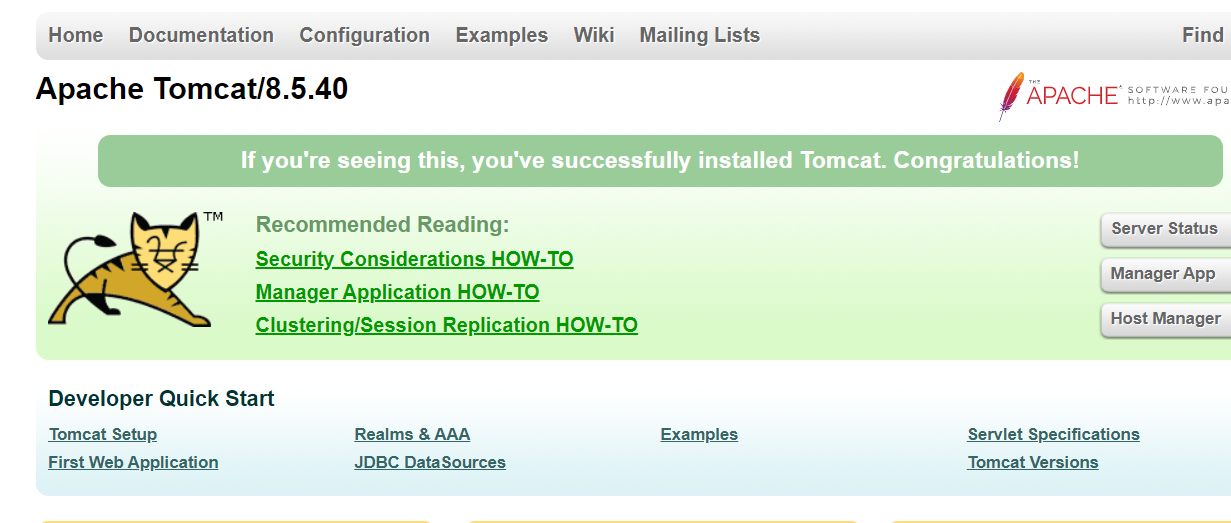 Home Documentation Configuration Examples Wiki Mailing Lists Find
Apache Tomcat/8.5.40
THE
APACHE® SOFTWARE FOU
http://www.apa
If you're seeing this, you've successfully installed Tomcat. Congratulations!
TM
Recommended Reading:
Security Considerations HOW-TO
Manager Application HOW-TO
Clustering/Session Replication HOW-TO
Server Status
Manager App
Host Manager
Developer Quick Start
Tomcat Setup
First Web Application
Realms & AAA
JDBC DataSources
Examples
Servlet Specifications
Tomcat Versions